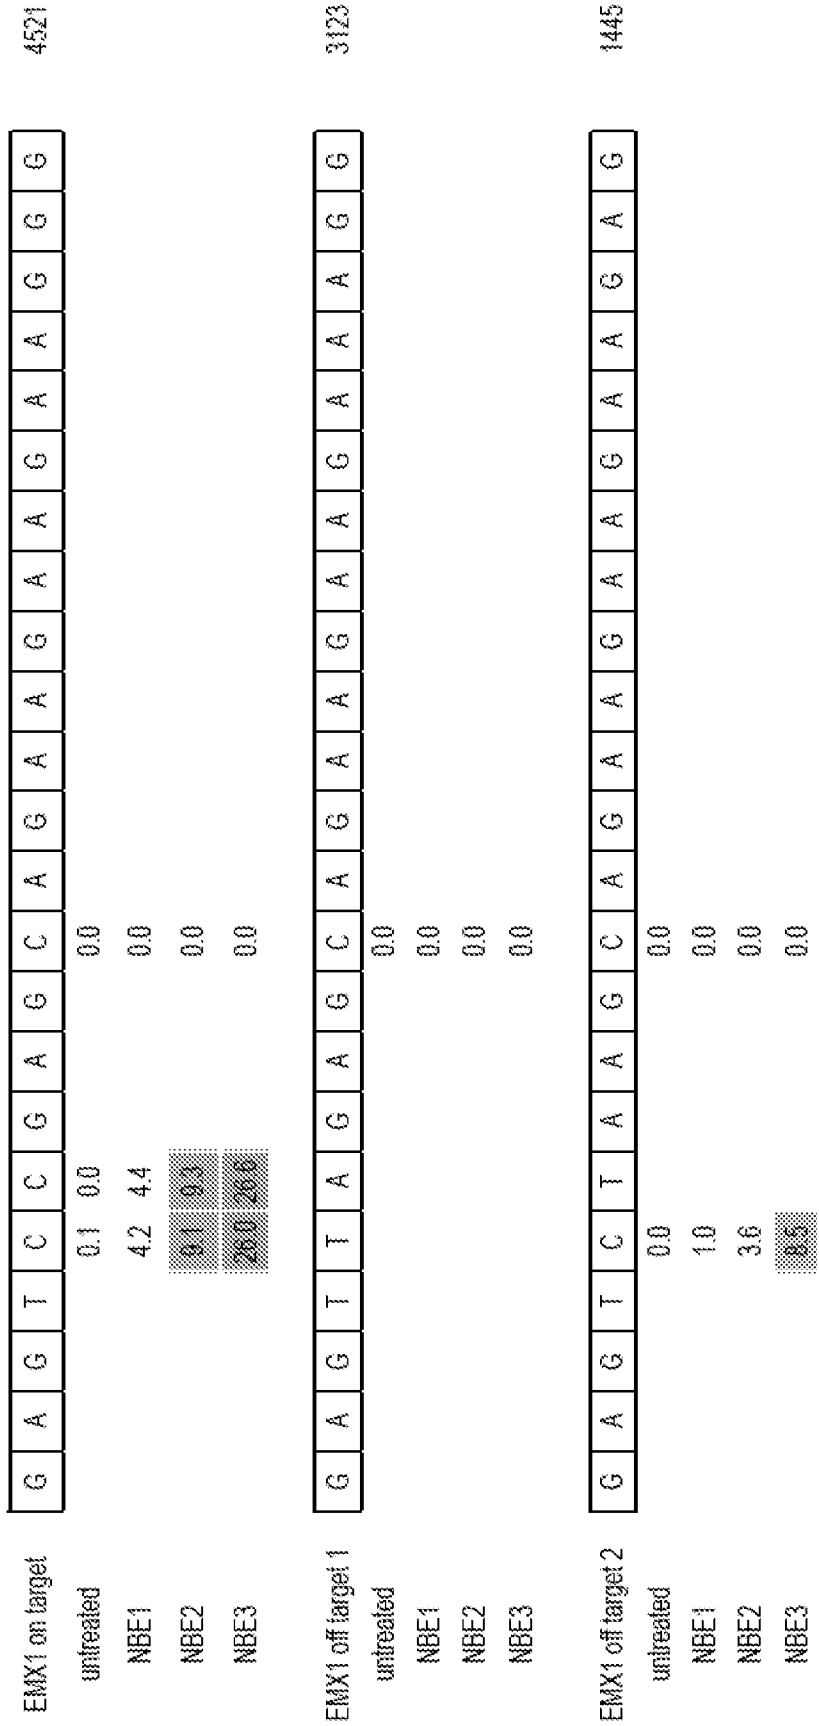 EMX1 on target G A G T C C G A G C A G A A G A A G A A G G G 4521
untreated 0.1 0.0 0.0
NBE1 4.2 4.4 0.0
NBE2 9.1 9.3 0.0
NBE3 26.0 26.6 0.0
EMX1 off target 1 G A G T T A G A G C A G A A G A A G A A A G G 3123
untreated 0.0
NBE1 0.0
NBE2 0.0
NBE3 0.0
EMX1 off target 2 G A G T C T A A G C A G A A G A A G A A G A G 1445
untreated 0.0 0.0
NBE1 1.0 0.0
NBE2 3.6 0.0
NBE3 8.5 0.0